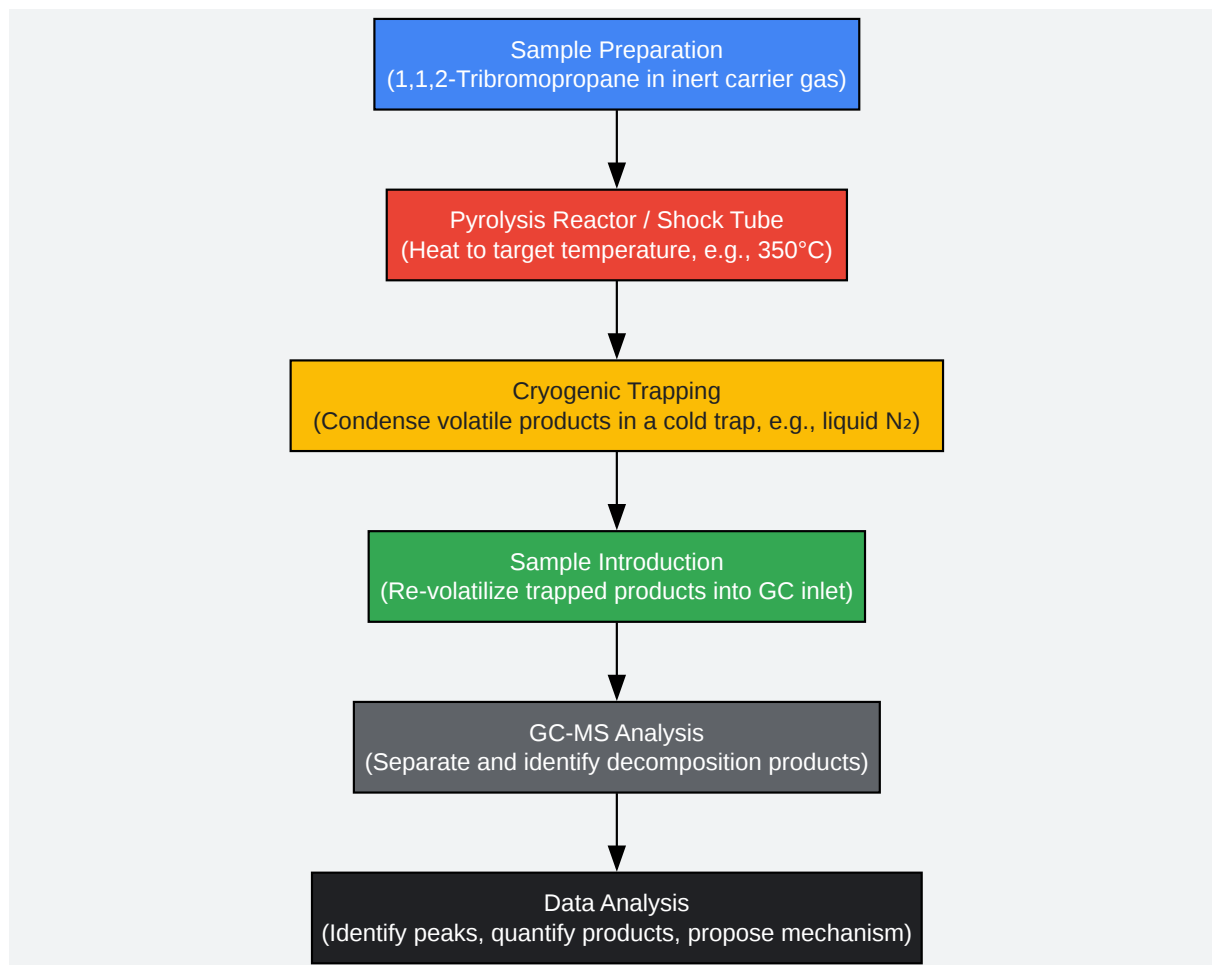 Sample Preparation
(1,1,2-Tribromopropane in inert carrier gas)
Pyrolysis Reactor / Shock Tube
(Heat to target temperature, e.g., 350°C)
Cryogenic Trapping
(Condense volatile products in a cold trap, e.g., liquid N₂)
Sample Introduction
(Re-volatilize trapped products into GC inlet)
GC-MS Analysis
(Separate and identify decomposition products)
Data Analysis
(Identify peaks, quantify products, propose mechanism)